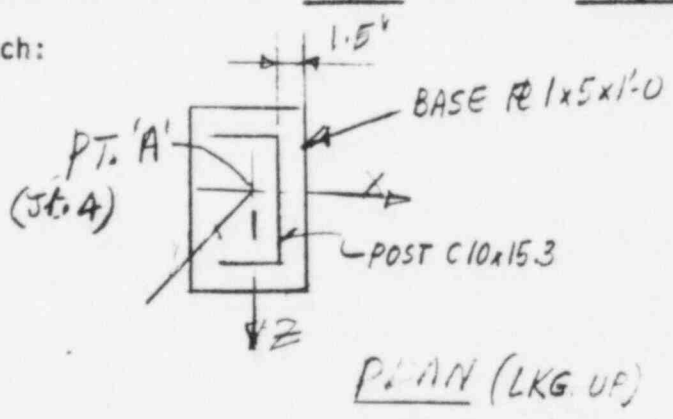 ch:
1.5"
BASE PL 1x5x1'-0
PT. 'A'
(Jt. 4)
X
POST C10x15.3
Z
PLAN (LKG. UP)